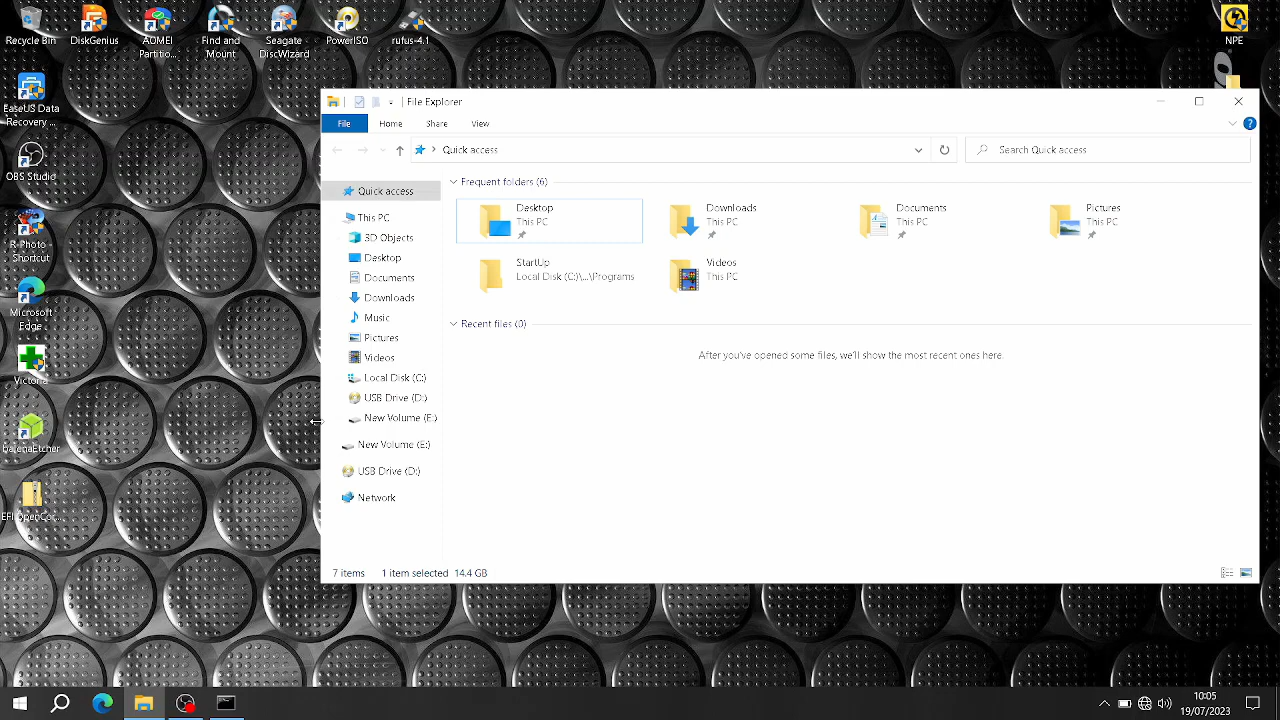 Recycle Bin
DiskGenius
AOMEI
Partitio...
Find and
Mount
Seagate
DiscWizard
PowerISO
rufus-4.1
NPE
EaseUS Data
Recovery ...
OBS Studio
R-Photo
Portable
Microsoft
Edge
Victoria
balenaEtcher
EFI OpenCo...
File Explorer
File
Home
Share
View
Quick access
Search Quick access
Quick access
This PC
3D Objects
Desktop
Documents
Downloads
Music
Pictures
Videos
Local Disk (C:)
USB Drive (D:)
New Volume (E:)
New Volume (E:)
USB Drive (D:)
Network
Frequent folders (6)
Desktop
This PC
Downloads
This PC
Documents
This PC
Pictures
This PC
StartUp
Local Disk (C:)\...\Programs
Videos
This PC
Recent files (0)
After you've opened some files, we'll show the most recent ones here.
7 items
1 item selected 14.4 GB
10:05
19/07/2023